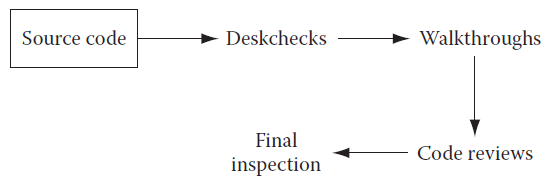 Source code
Deskchecks
Walkthroughs
Code reviews
Final
inspection